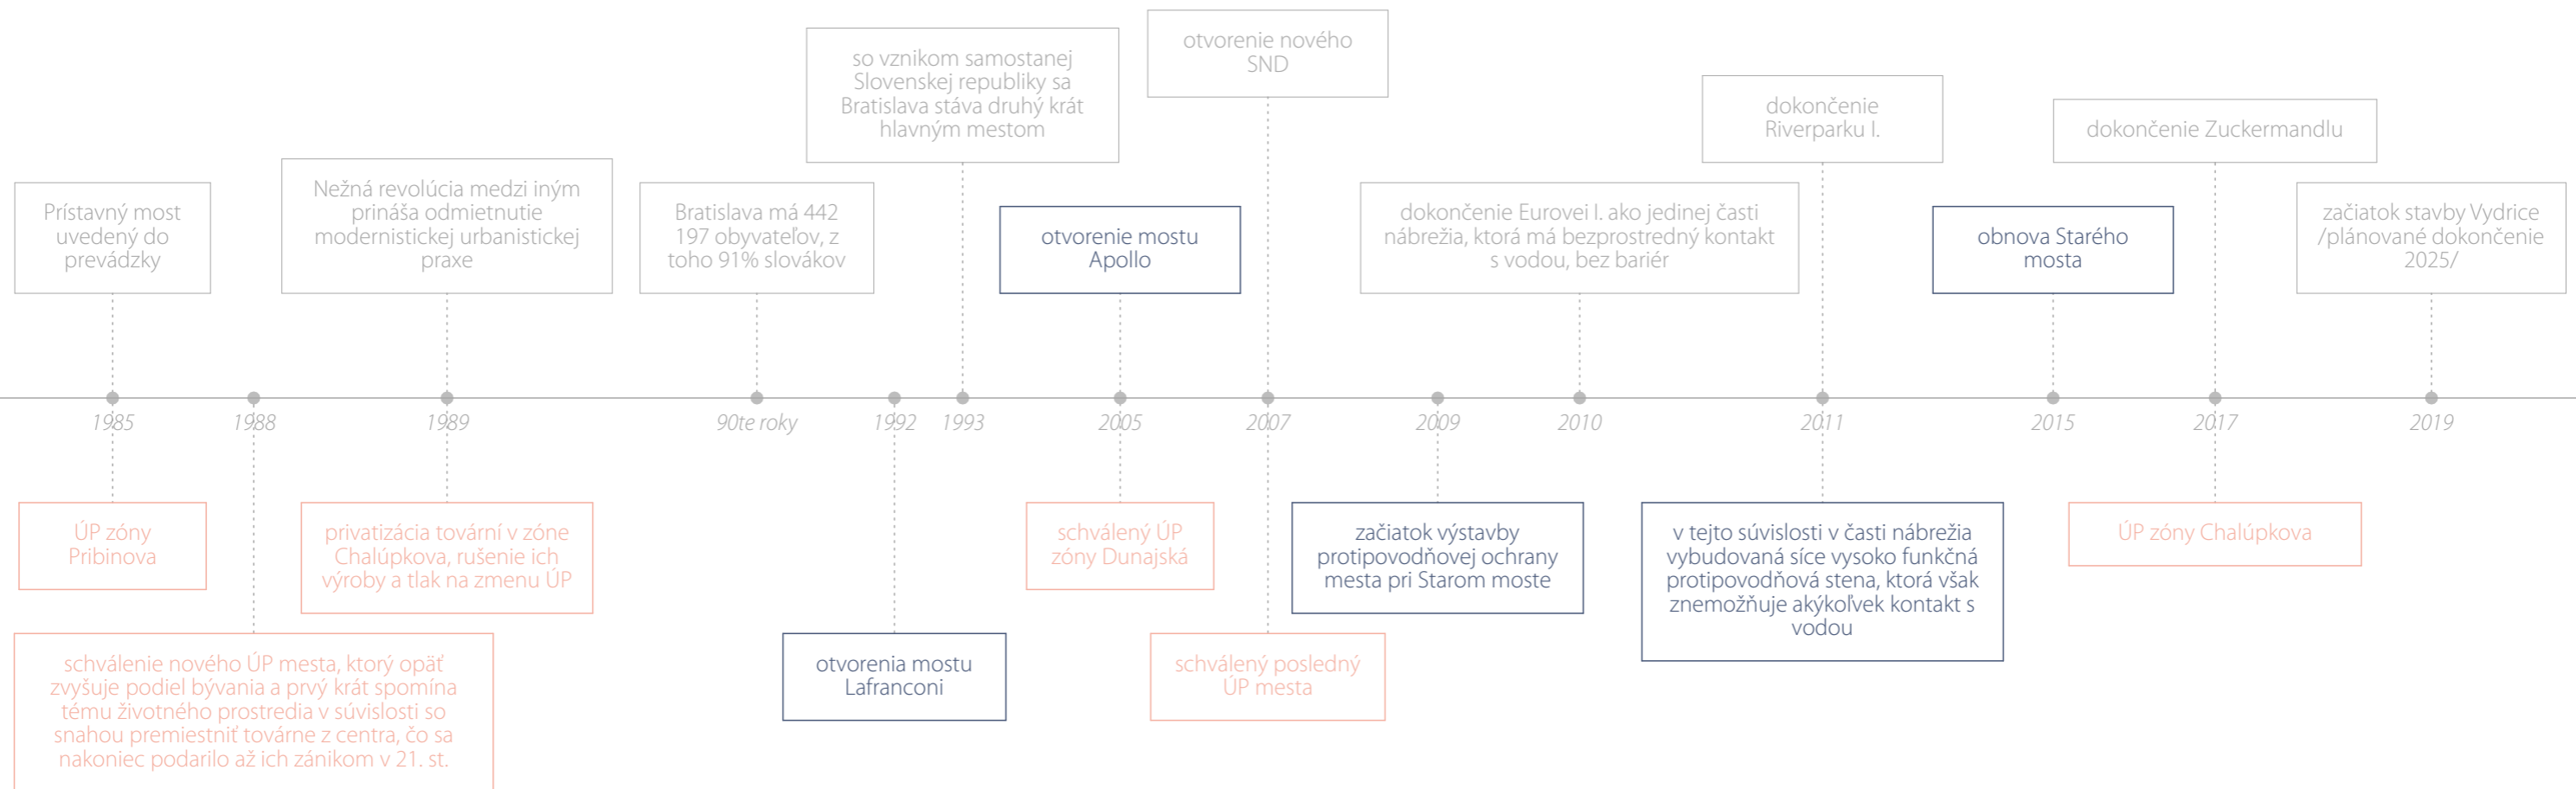 otvorenie nového
SND
so vznikom samostanej
Slovenskej republiky sa
Bratislava stáva druhý krát
hlavným mestom
dokončenie
Riverparku I.
dokončenie Zuckermandlu
Prístavný most
uvedený do
prevádzky
Nežná revolúcia medzi iným
prináša odmietnutie
modernistickej urbanistickej
praxe
Bratislava má 442
197 obyvateľov, z
toho 91% slovákov
otvorenie mostu
Apollo
dokončenie Eurovei I. ako jedinej časti
nábrežia, ktorá má bezprostredný kontakt
s vodou, bez bariér
obnova Starého
mosta
začiatok stavby Vydrice
/plánované dokončenie
2025/
1985 1988 1989 90te roky 1992 1993 2005 2007 2009 2010 2011 2015 2017 2019
ÚP zóny
Pribinova
privatizácia tovární v zóne
Chalúpkova, rušenie ich
výroby a tlak na zmenu ÚP
schválený ÚP
zóny Dunajská
začiatok výstavby
protipovodňovej ochrany
mesta pri Starom moste
v tejto súvislosti v časti nábrežia
vybudovaná síce vysoko funkčná
protipovodňová stena, ktorá však
znemožňuje akýkoľvek kontakt s
vodou
ÚP zóny Chalúpkova
schválenie nového ÚP mesta, ktorý opäť
zvyšuje podiel bývania a prvý krát spomína
tému životného prostredia v súvislosti so
snahou premiestniť továrne z centra, čo sa
nakoniec podarilo až ich zánikom v 21. st.
otvorenia mostu
Lafranconi
schválený posledný
ÚP mesta